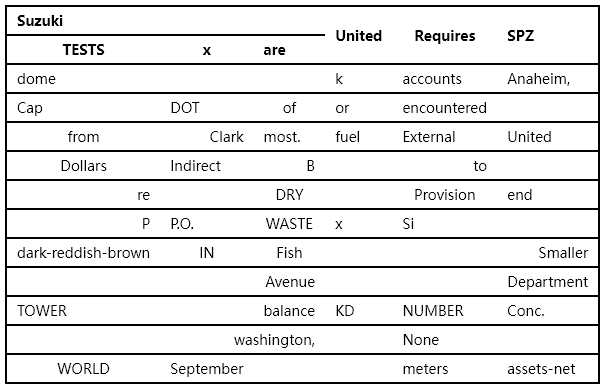 Suzuki
United Requires SPZ
TESTS x are
dome k accounts Anaheim,
Cap DOT of or encountered
from Clark most. fuel External United
Dollars Indirect B to
re DRY Provision end
P P.O. WASTE x Si
dark-reddish-brown IN Fish Smaller
Avenue Department
TOWER balance KD NUMBER Conc.
washington, None
WORLD September meters assets-net